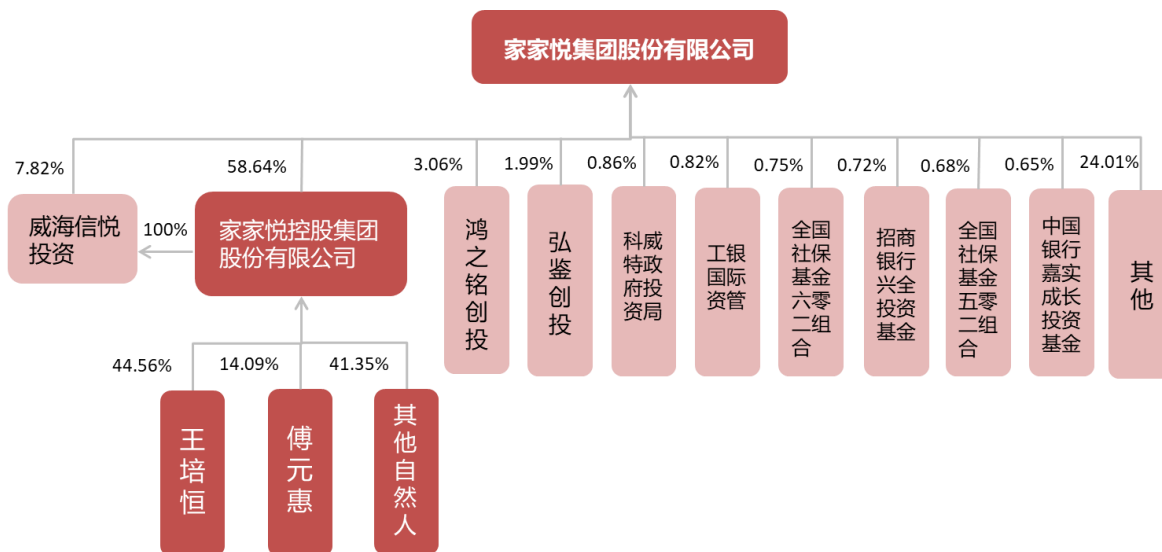 家家悦集团股份有限公司
7.82%
58.64%
3.06%
1.99%
0.86%
0.82%
0.75%
0.72%
0.68%
0.65%
24.01%
威海信悦
投资
100%
家家悦控股集团
股份有限公司
鸿之铭创投
弘鉴创投
科威
特政
府投
资局
工银
国际
资管
全国
社保
基金
六零
二组
合
招商
银行
兴全
投资
基金
全国
社保
基金
五零
二组
合
中国
银行
嘉实
成长
投资
基金
其他
44.56%
14.09%
41.35%
王培恒
傅元惠
其他自然人